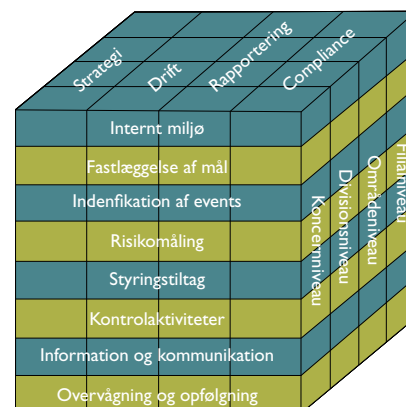 Strategi
Drift
Rapportering
Compliance
Internt miljø
Fastlæggelse af mål
Indenfikation af events
Risikomåling
Styringstiltag
Kontrolaktiviteter
Information og kommunikation
Overvågning og opfølgning
Koncernniveau
Divisionsniveau
Områdeniveau
Filialniveau